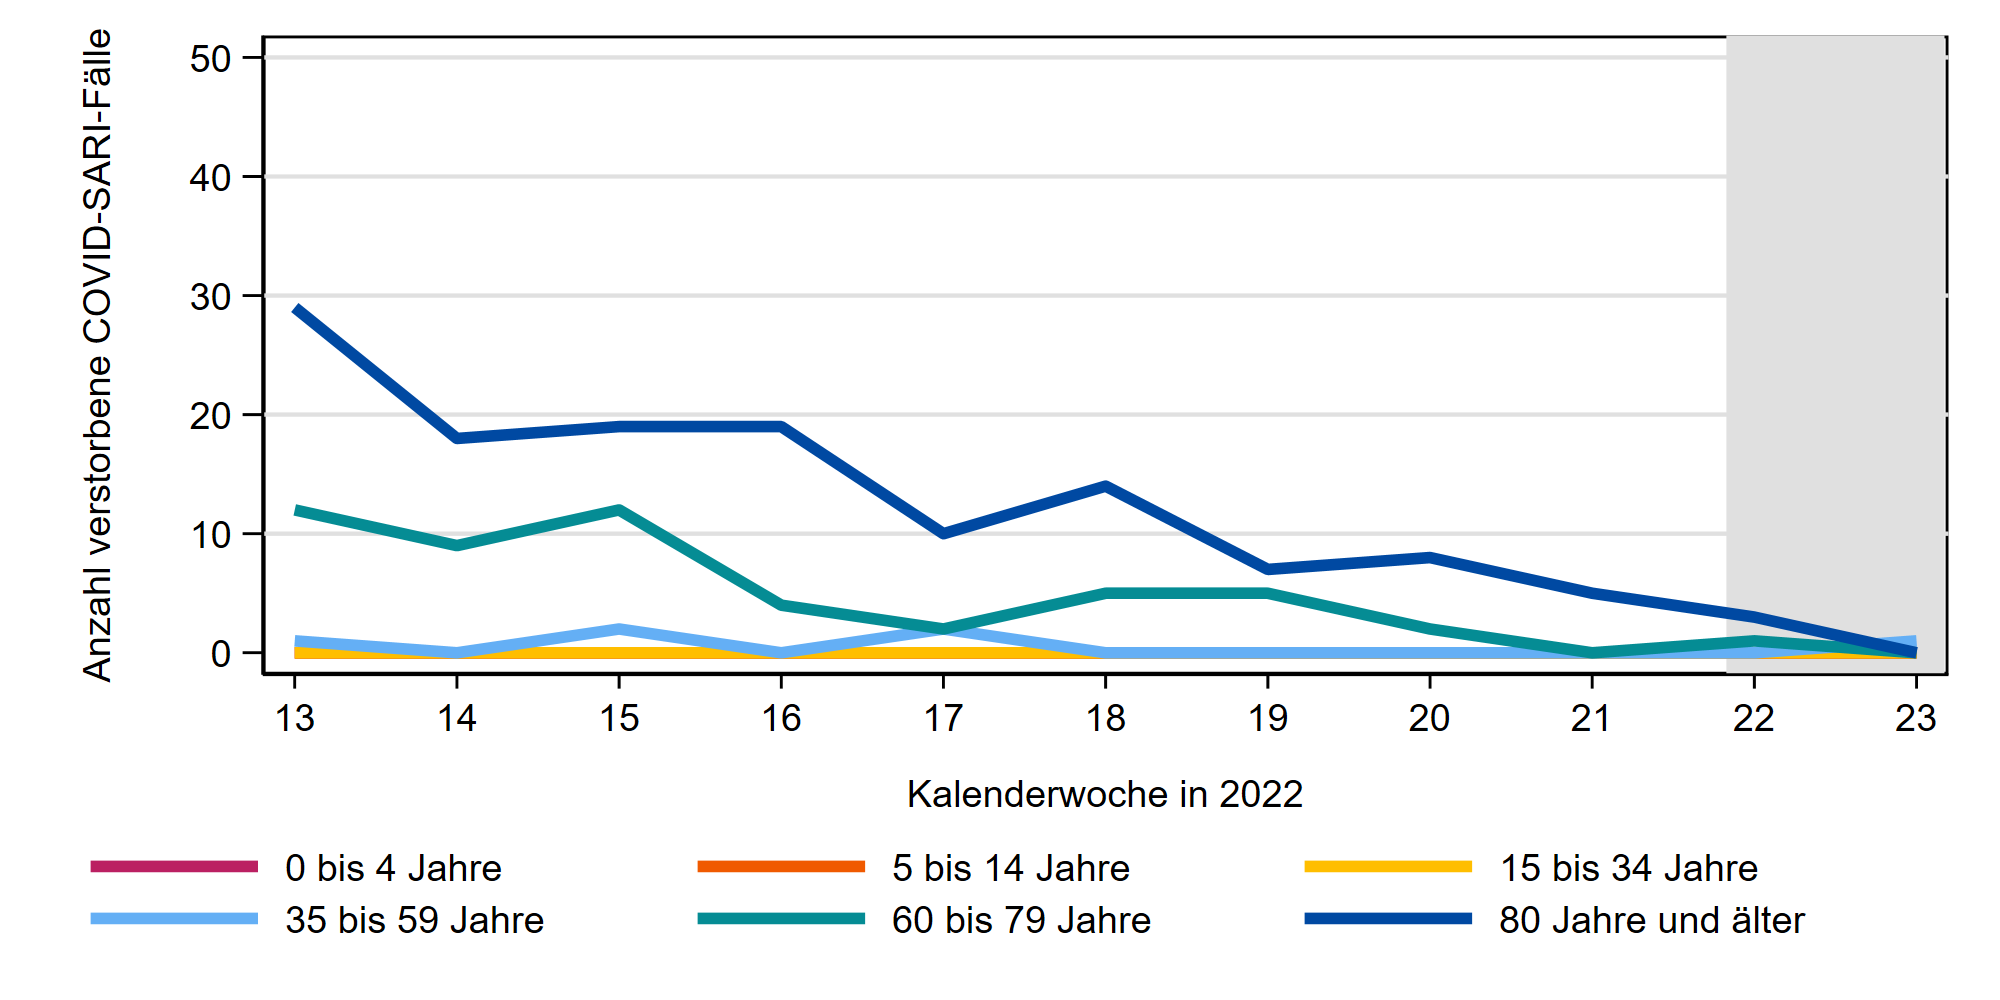 Anzahl verstorbene COVID-SARI-Fälle
50
40
30
20
10
0
13 14 15 16 17 18 19 20 21 22 23
Kalenderwoche in 2022
0 bis 4 Jahre 5 bis 14 Jahre 15 bis 34 Jahre
35 bis 59 Jahre 60 bis 79 Jahre 80 Jahre und älter